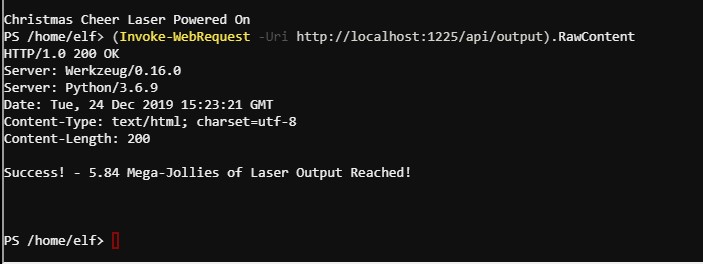 Christmas Cheer Laser Powered On
PS /home/elf> (Invoke-WebRequest -Uri http://localhost:1225/api/output).RawContent
HTTP/1.0 200 OK
Server: Werkzeug/0.16.0
Server: Python/3.6.9
Date: Tue, 24 Dec 2019 15:23:21 GMT
Content-Type: text/html; charset=utf-8
Content-Length: 200
Success! - 5.84 Mega-Jollies of Laser Output Reached!
PS /home/elf>